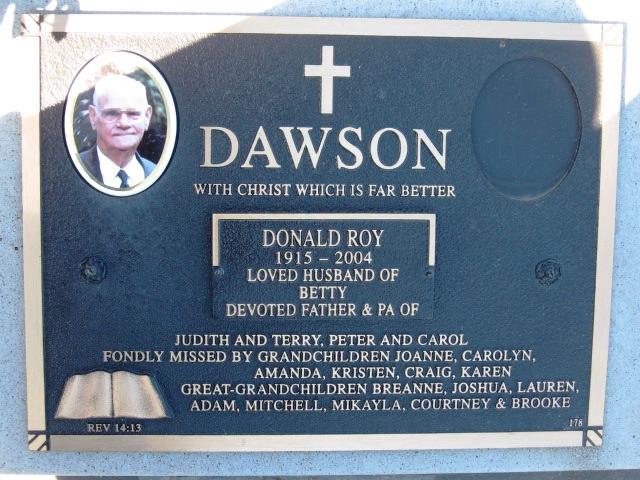 DAWSON
WITH CHRIST WHICH IS FAR BETTER
DONALD ROY
1915 – 2004
LOVED HUSBAND OF
BETTY
DEVOTED FATHER & PA OF
JUDITH AND TERRY, PETER AND CAROL
FONDLY MISSED BY GRANDCHILDREN JOANNE, CAROLYN,
AMANDA, KRISTEN, CRAIG, KAREN
GREAT-GRANDCHILDREN BREANNE, JOSHUA, LAUREN,
ADAM, MITCHELL, MIKAYLA, COURTNEY & BROOKE
REV 14:13
178